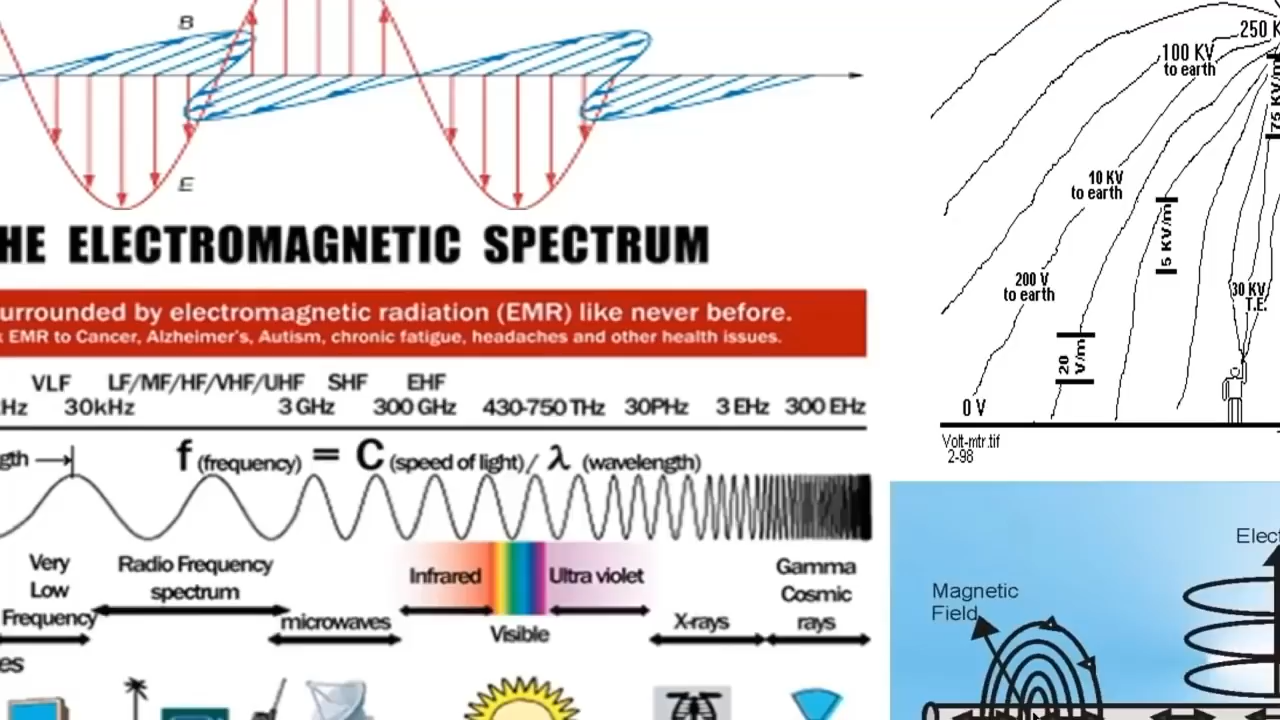 B
E
HE ELECTROMAGNETIC SPECTRUM
urrounded by electromagnetic radiation (EMR) like never before.
k EMR to Cancer, Alzheimer's, Autism, chronic fatigue, headaches and other health issues.
VLF LF/MF/HF/VHF/UHF SHF EHF
Hz 30kHz 3 GHz 300 GHz 430-750 THz 30PHz 3 EHz 300 EHz
gth
f (frequency) = C (speed of light) / λ (wavelength)
Very
Low
Frequency
Radio Frequency
spectrum
microwaves
Infrared
Visible
Ultra violet
X-rays
Gamma
Cosmic
rays
es
250 K
100 KV
to earth
75 KV/m
10 KV
to earth
5 KV/m
200 V
to earth
30 KV
T.E.
20
V/m
0 V
Volt-mtr.tif
2-98
Elect
Magnetic
Field